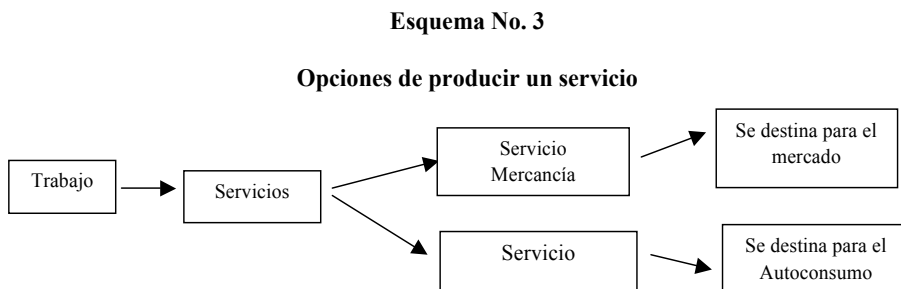 Esquema No. 3
Opciones de producir un servicio
Trabajo
Servicios
Servicio
Mercancía
Se destina para el
mercado
Servicio
Se destina para el
Autoconsumo